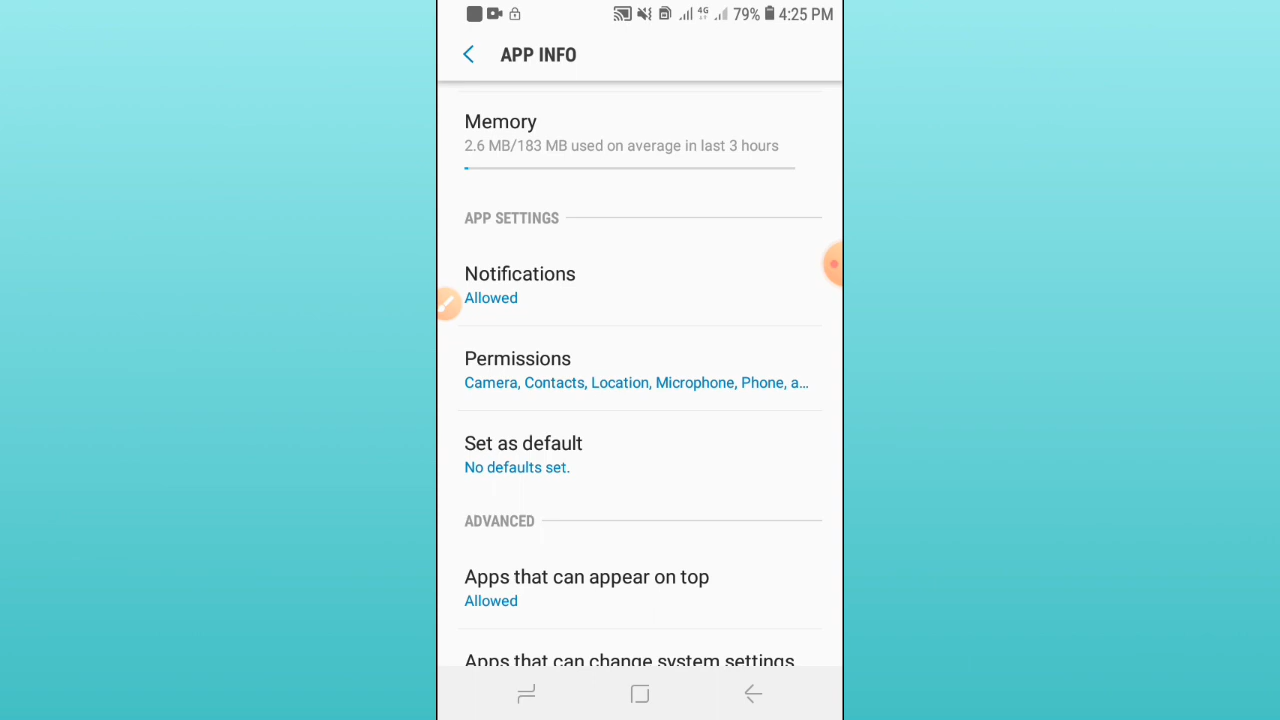 4G 79% 4:25 PM
APP INFO
Memory
2.6 MB/183 MB used on average in last 3 hours
APP SETTINGS
Notifications
Allowed
Permissions
Camera, Contacts, Location, Microphone, Phone, a...
Set as default
No defaults set.
ADVANCED
Apps that can appear on top
Allowed
Apps that can change system settings